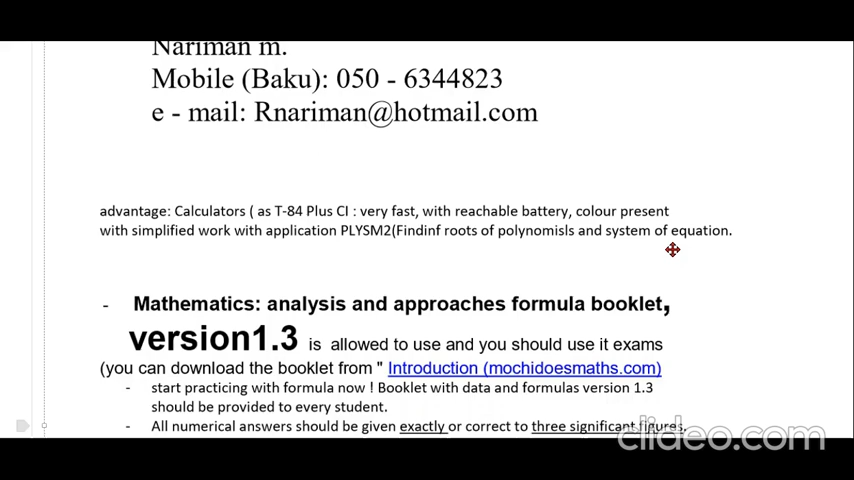 Nariman m.
Mobile (Baku): 050 - 6344823
e - mail: Rnariman@hotmail.com
advantage: Calculators ( as T-84 Plus CI : very fast, with reachable battery, colour present
with simplified work with application PLYSM2(Findinf roots of polynomisls and system of equation.
- Mathematics: analysis and approaches formula booklet,
version1.3 is allowed to use and you should use it exams
(you can download the booklet from " Introduction (mochidoesmaths.com)
- start practicing with formula now ! Booklet with data and formulas version 1.3
should be provided to every student.
- All numerical answers should be given exactly or correct to three significant figures.
clideo.com